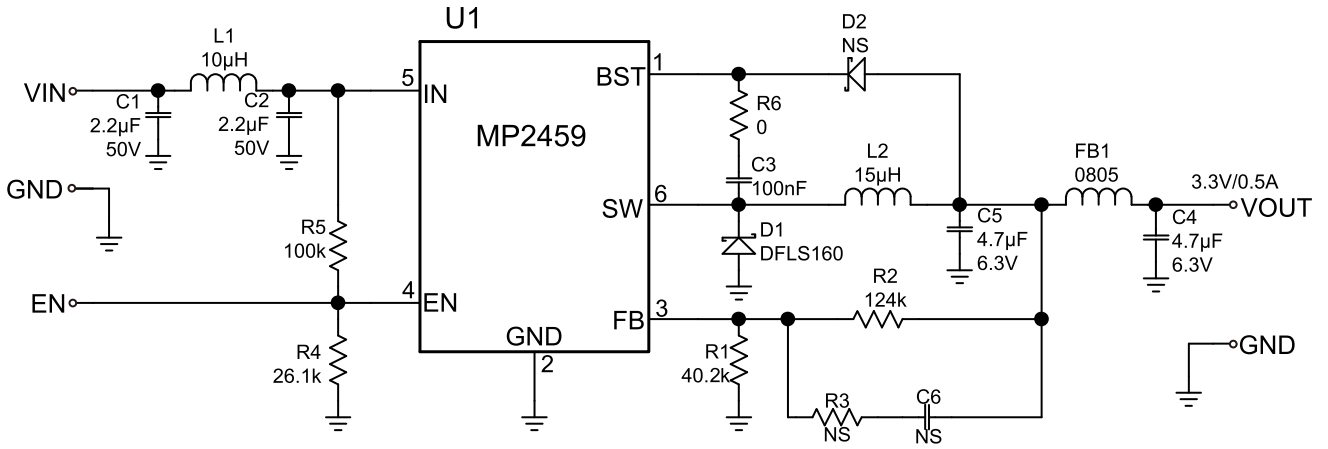 U1
MP2459
VIN
C1
2.2µF
50V
L1
10µH
C2
2.2µF
50V
GND
R5
100k
EN
R4
26.1k
5
IN
4
EN
GND
2
BST
1
SW
6
FB
3
D2
NS
R6
0
C3
100nF
L2
15µH
D1
DFLS160
C5
4.7µF
6.3V
FB1
0805
3.3V/0.5A
VOUT
C4
4.7µF
6.3V
R2
124k
R1
40.2k
R3
NS
C6
NS
GND